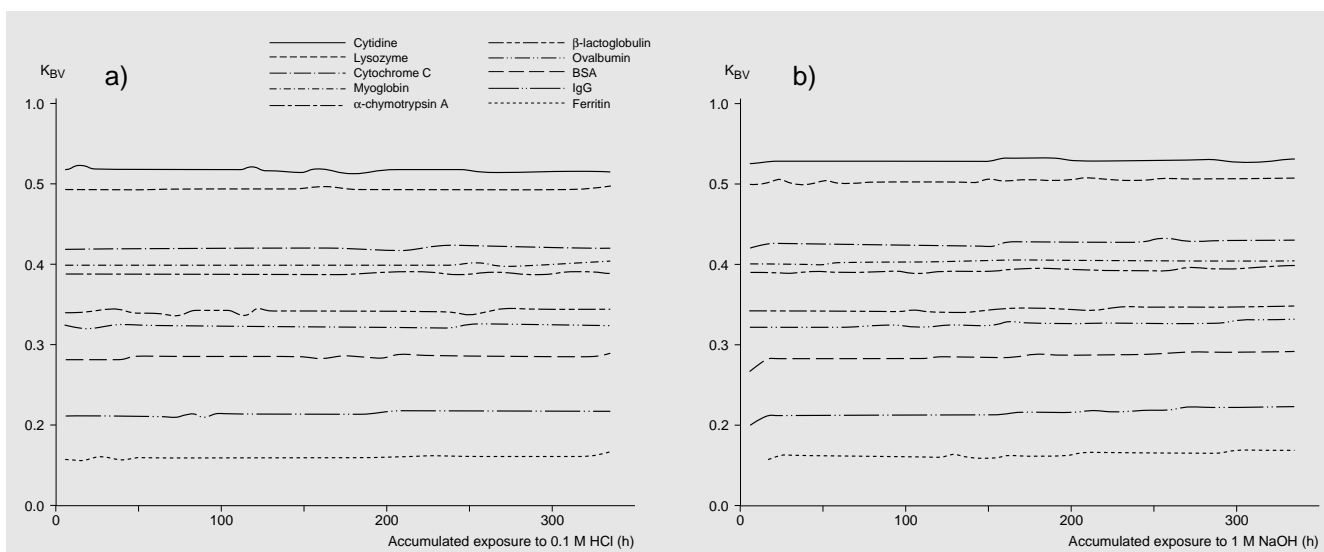 Cytidine
Lysozyme
Cytochrome C
Myoglobin
α-chymotrypsin A
β-lactoglobulin
Ovalbumin
BSA
IgG
Ferritin
KBV
a)
1.0
0.5
0.4
0.3
0.2
0.0
0
100
200
300
Accumulated exposure to 0.1 M HCl (h)
KBV
b)
1.0
0.5
0.4
0.3
0.2
0.0
0
100
200
300
Accumulated exposure to 1 M NaOH (h)